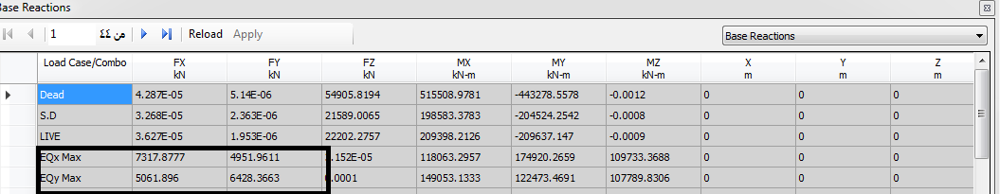 Base Reactions
1 من ٤٤ Reload Apply Base Reactions
Load Case/Combo FX kN FY kN FZ kN MX kN-m MY kN-m MZ kN-m X m Y m Z m
Dead 4.287E-05 5.14E-06 54905.8194 515508.9781 -443278.5578 -0.0012 0 0 0
S.D 3.268E-05 2.363E-06 21589.0065 198583.3783 -204524.2542 -0.0008 0 0 0
LIVE 3.627E-05 1.953E-06 22202.2757 209398.2126 -209637.147 -0.0009 0 0 0
EQx Max 7317.8777 4951.9611 .152E-05 118063.2957 174920.2659 109733.3688 0 0 0
EQy Max 5061.896 6428.3663 0.0001 149053.1333 122473.4691 107789.8306 0 0 0